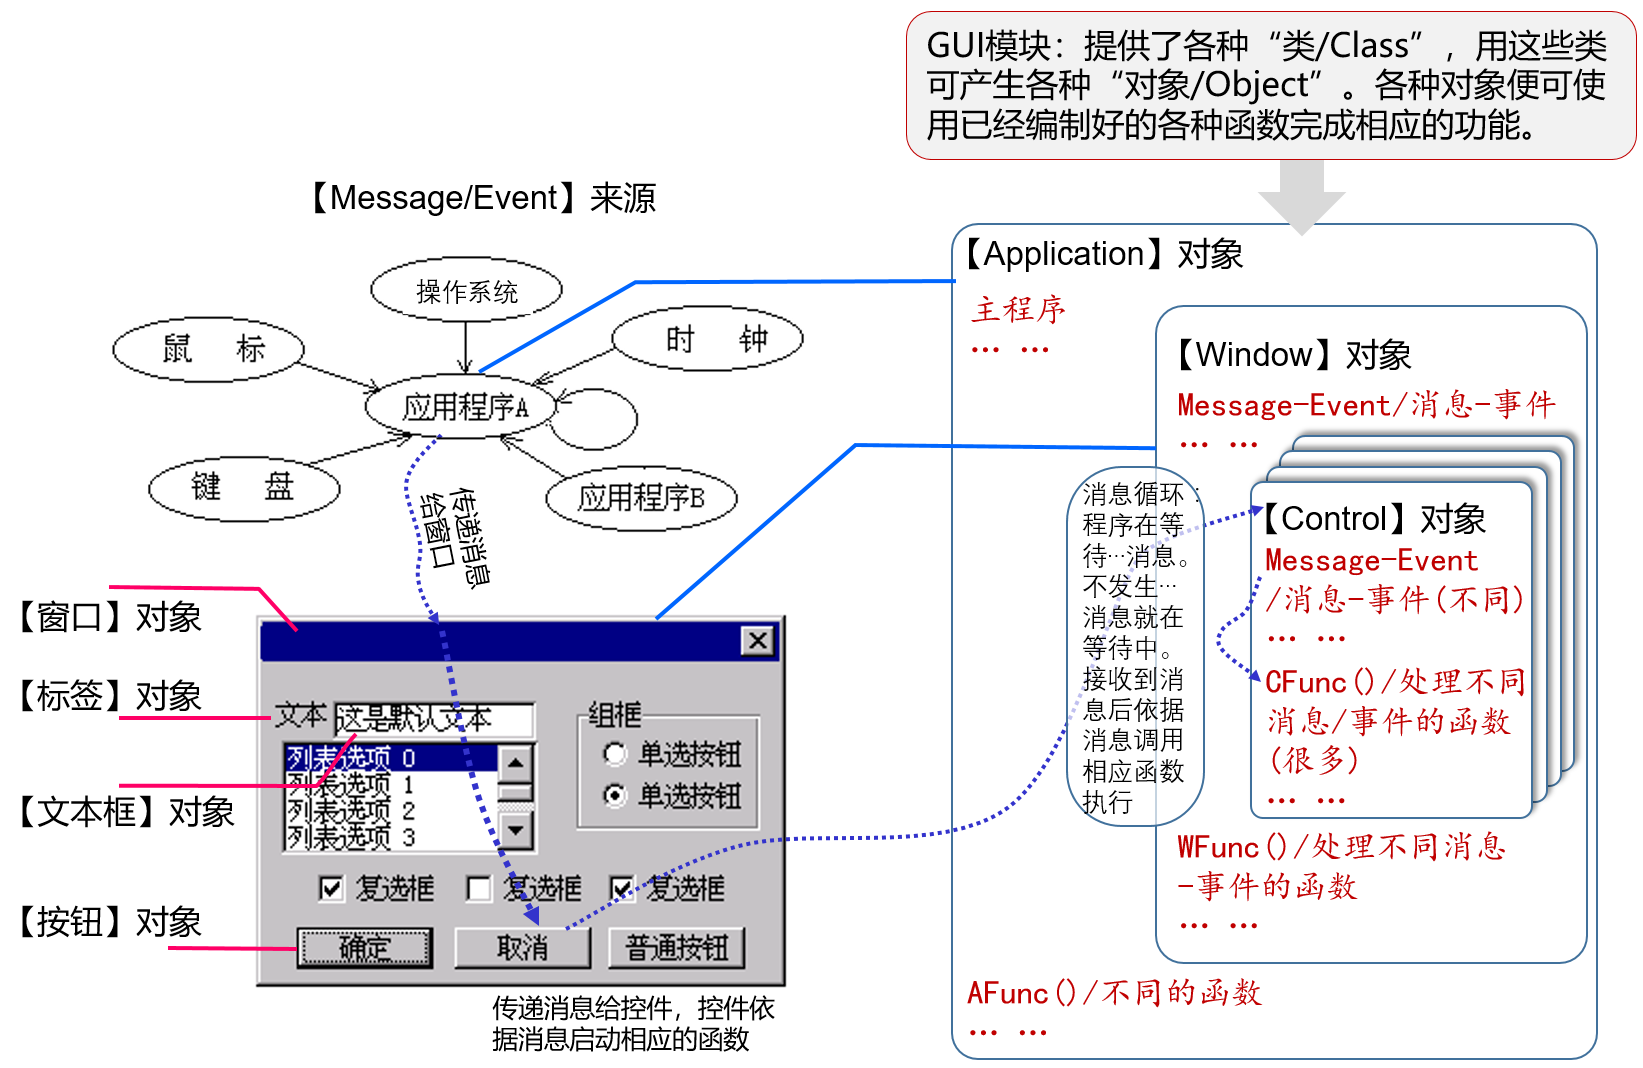 GUI模块：提供了各种“类/Class”，用这些类
可产生各种“对象/Object”。各种对象便可使
用已经编制好的各种函数完成相应的功能。
【Message/Event】来源
操作系统
鼠 标
时 钟
应用程序A
键 盘
应用程序B
传递消息
给窗口
【窗口】对象
【标签】对象
【文本框】对象
【按钮】对象
文本
这是默认文本
列表选项 0
列表选项 1
列表选项 2
列表选项 3
组框
单选按钮
单选按钮
复选框
复选框
复选框
确定
取消
普通按钮
传递消息给控件，控件依
据消息启动相应的函数
【Application】对象
主程序
… …
【Window】对象
Message-Event/消息-事件
… …
消息循环：
程序在等
待…消息。
不发生…
消息就在
等待中。
接收到消
息后依据
消息调用
相应函数
执行
【Control】对象
Message-Event
/消息-事件(不同)
… …
CFunc()/处理不同
消息/事件的函数
(很多)
… …
WFunc()/处理不同消息
-事件的函数
… …
AFunc()/不同的函数
… …